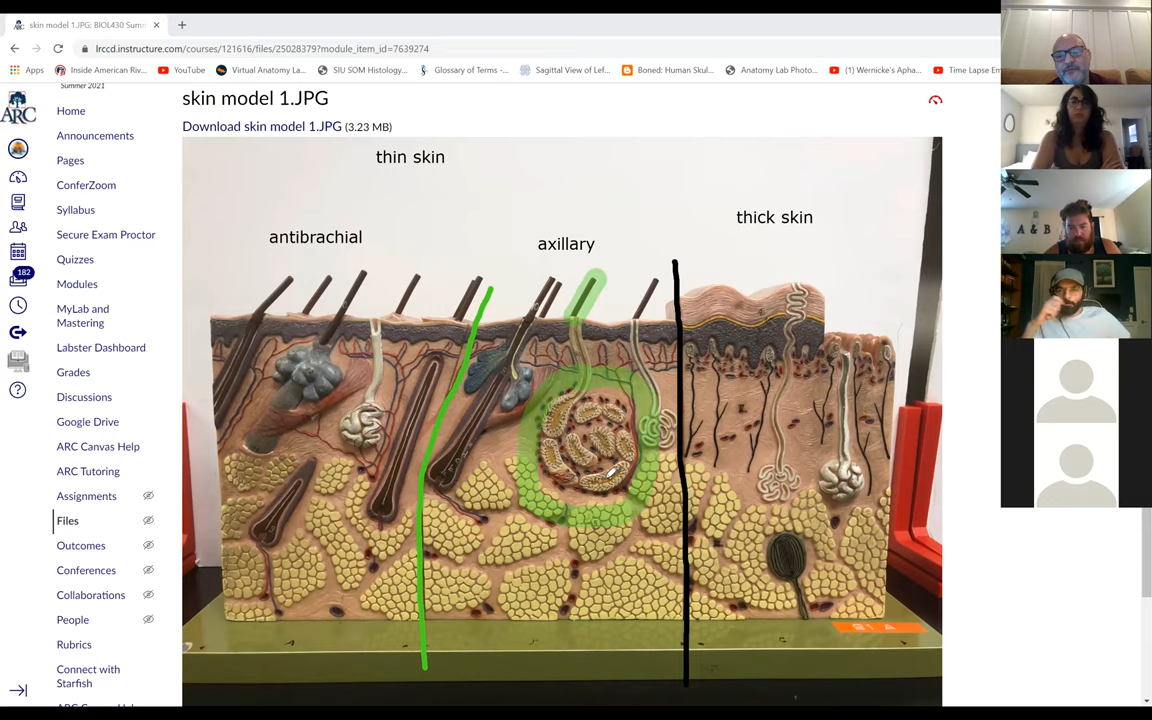 skin model 1.JPG: BIOL430 Summ
lrccd.instructure.com/courses/121616/files/25028379?module_item_id=7639274
Apps
Inside American Riv...
YouTube
Virtual Anatomy La...
SIU SOM Histology...
Glossary of Terms -...
Sagittal View of Lef...
Boned: Human Skul...
Anatomy Lab Photo...
(1) Wernicke's Apha...
Time Lapse Em
Summer 2021
ARC
Home
Announcements
Pages
ConferZoom
Syllabus
Secure Exam Proctor
Quizzes
Modules
MyLab and
Mastering
Labster Dashboard
Grades
Discussions
Google Drive
ARC Canvas Help
ARC Tutoring
Assignments
Files
Outcomes
Conferences
Collaborations
People
Rubrics
Connect with
Starfish
182
skin model 1.JPG
Download skin model 1.JPG (3.23 MB)
thin skin
antibrachial
axillary
thick skin
A & B